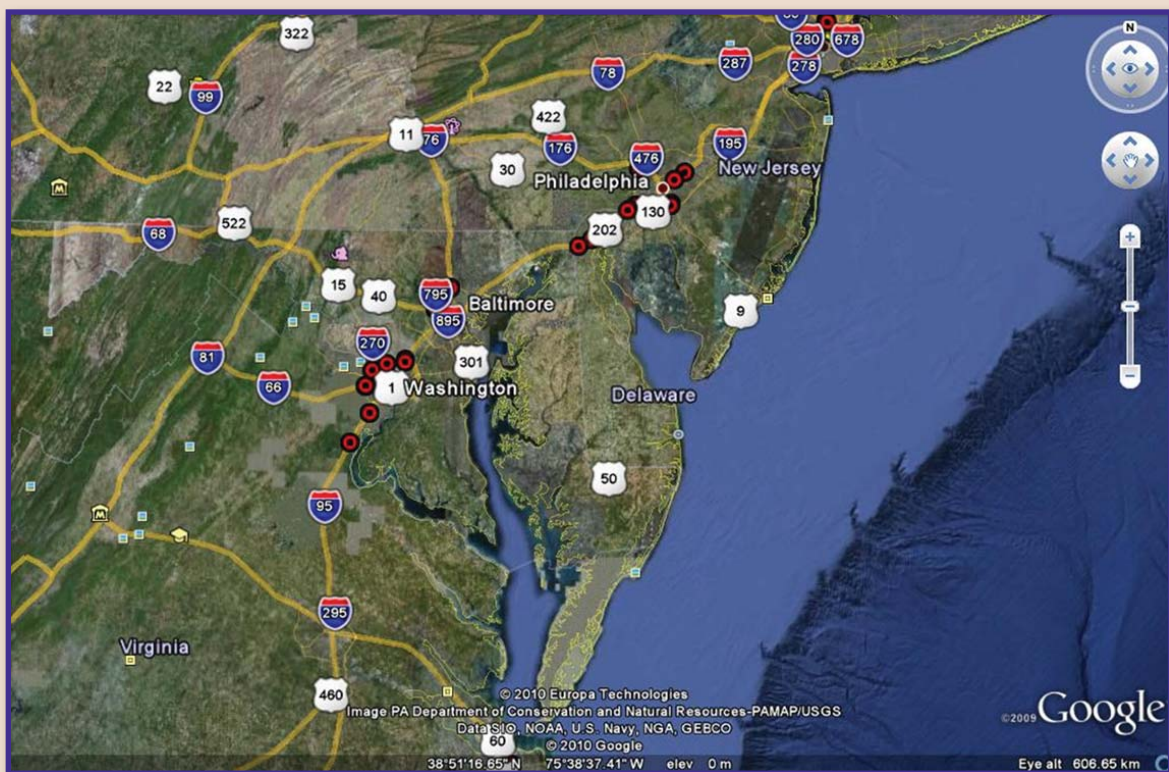 322
80
280
678
N
22
99
78
287
278
422
11
76
176
30
476
195
New Jersey
Philadelphia
130
68
522
202
15
40
795
Baltimore
9
895
270
301
81
66
1
Washington
Delaware
50
95
295
Virginia
460
© 2010 Europa Technologies
Image PA Department of Conservation and Natural Resources-PAMAP/USGS
Data SIO, NOAA, U.S. Navy, NGA, GEBCO
© 2010 Google
60
©2009 Google
38°51'16.65" N 75°38'37.41" W elev 0 m
Eye alt 606.65 km